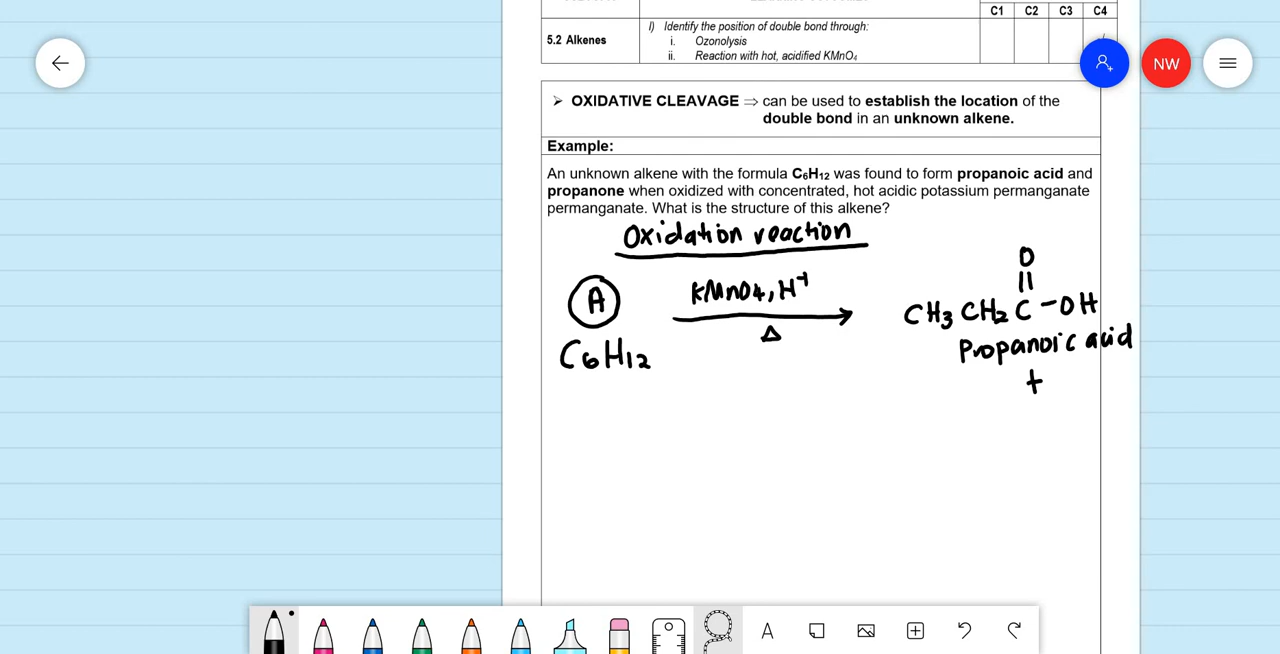 C1 C2 C3 C4
l) Identify the position of double bond through:
5.2 Alkenes
i. Ozonolysis
ii. Reaction with hot, acidified KMnO₄
NW
➢ OXIDATIVE CLEAVAGE ⇒ can be used to establish the location of the
double bond in an unknown alkene.
Example:
An unknown alkene with the formula C₆H₁₂ was found to form propanoic acid and
propanone when oxidized with concentrated, hot acidic potassium permanganate
permanganate. What is the structure of this alkene?
Oxidation reaction
O
||
A KMnO4, H⁺ CH3 CH2 C - OH
Δ
C6H12 Propanoic acid
+
A